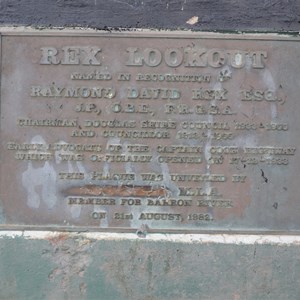 REX LOOKOUT
NAMED IN RECOGNITION OF
RAYMOND DAVID REX ESQ.,
J.P., O.B.E.,
CHAIRMAN, DOUGLAS SHIRE COUNCIL
AND COUNCILLOR
EARLY ADVOCATE OF THE CAPTAIN COOK HIGHWAY
WHICH WAS OFFICIALLY OPENED ON
THIS PLAQUE WAS UNVEILED BY
M.L.A.
MEMBER FOR BARRON RIVER
ON 21st AUGUST, 1982.